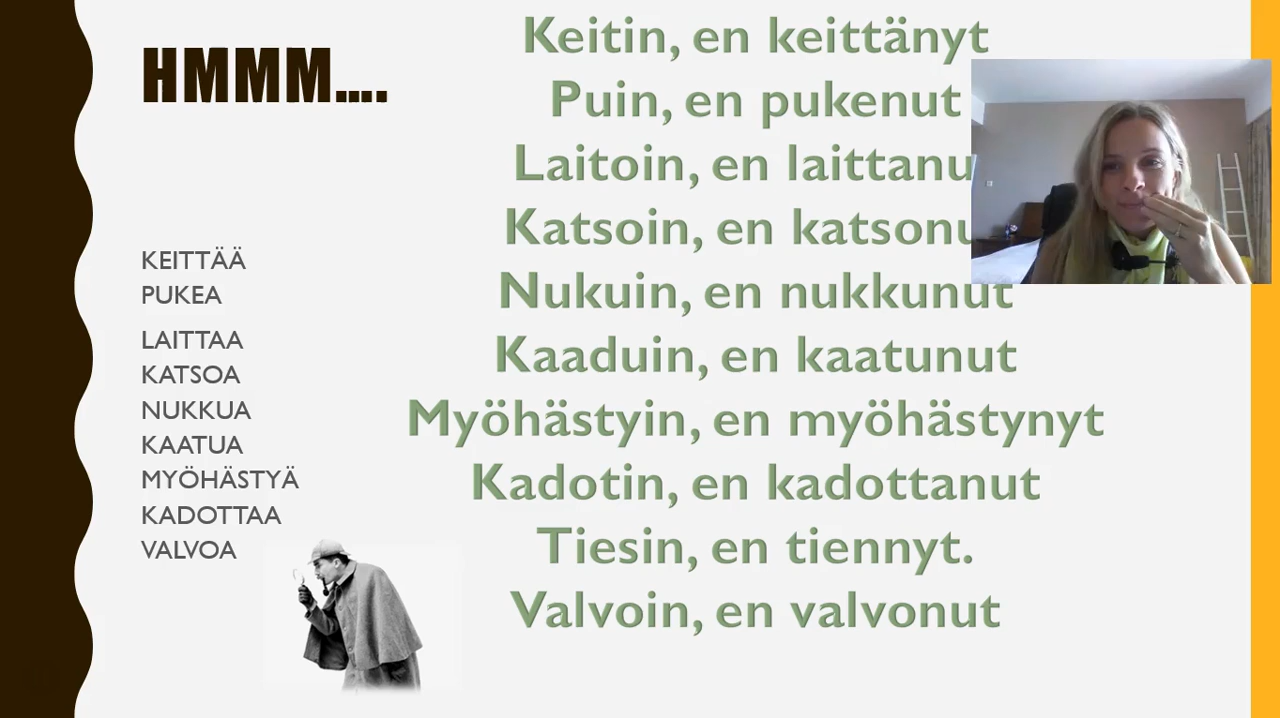 HMMM....
KEITTÄÄ
PUKEA
LAITTAA
KATSOA
NUKKUA
KAATUA
MYÖHÄSTYÄ
KADOTTAA
VALVOA
Keitin, en keittänyt
Puin, en pukenut
Laitoin, en laittanu
Katsoin, en katsonu
Nukuin, en nukkunut
Kaaduin, en kaatunut
Myöhästyin, en myöhästynyt
Kadotin, en kadottanut
Tiesin, en tiennyt.
Valvoin, en valvonut